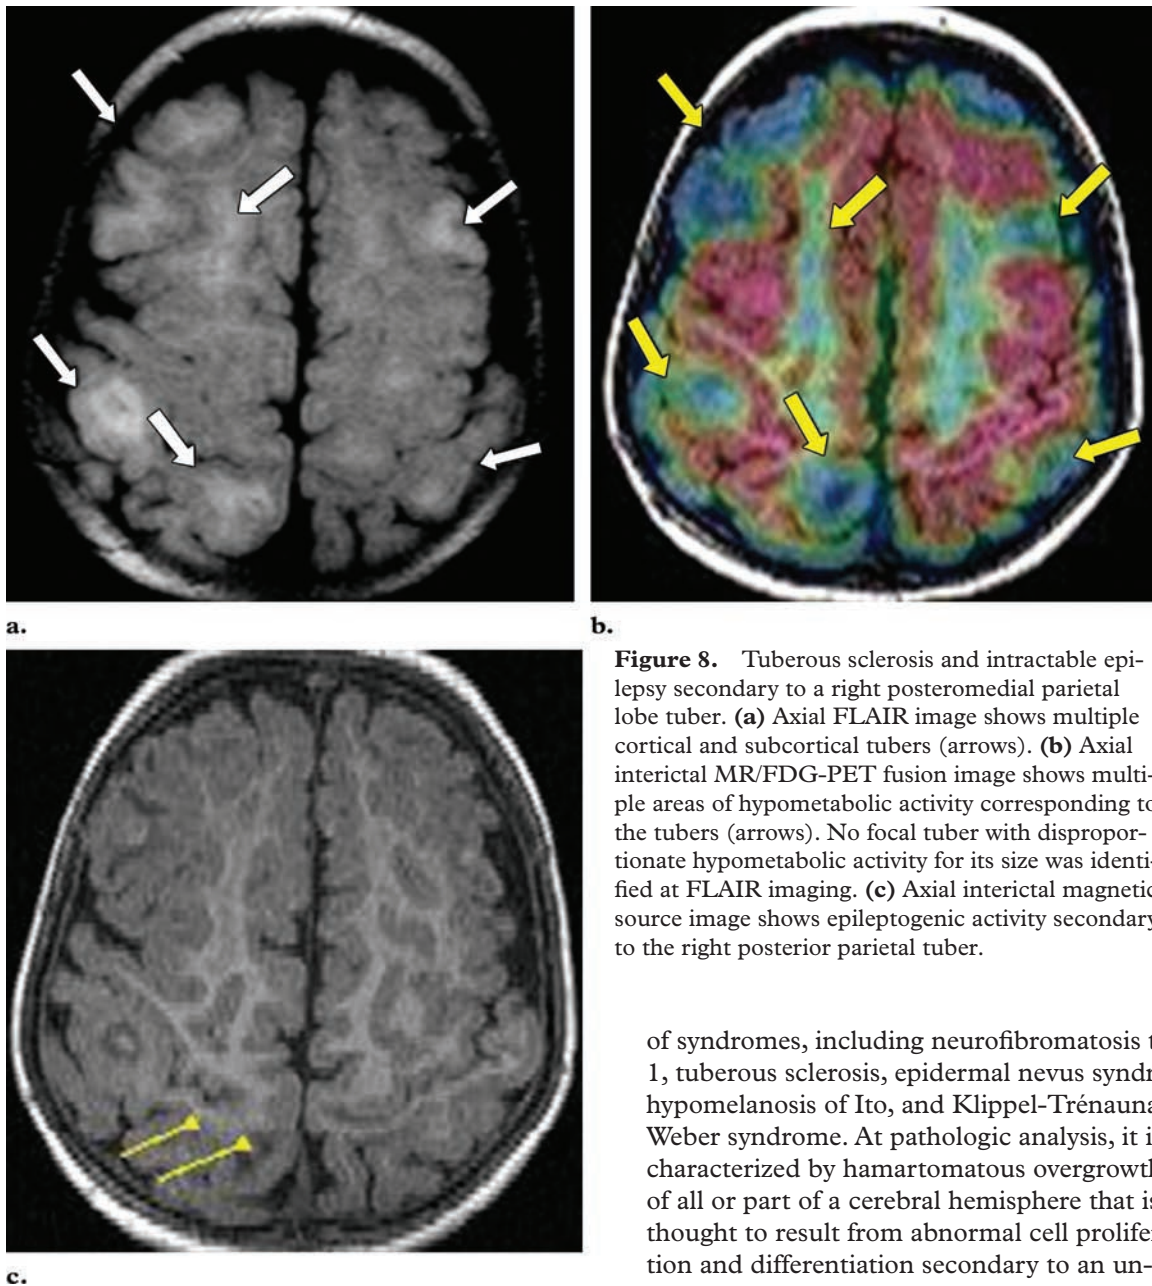 a.
b.
Figure 8. Tuberous sclerosis and intractable epi-
lepsy secondary to a right posteromedial parietal
lobe tuber. (a) Axial FLAIR image shows multiple
cortical and subcortical tubers (arrows). (b) Axial
interictal MR/FDG-PET fusion image shows multi-
ple areas of hypometabolic activity corresponding to
the tubers (arrows). No focal tuber with dispropor-
tionate hypometabolic activity for its size was identi-
fied at FLAIR imaging. (c) Axial interictal magnetic
source image shows epileptogenic activity secondary
to the right posterior parietal tuber.
of syndromes, including neurofibromatosis
1, tuberous sclerosis, epidermal nevus
hypomelanosis of Ito, and
Weber syndrome. At pathologic analysis, it
characterized by hamartomatous overgrowth
of all or part of a cerebral hemisphere that is
thought to result from abnormal cell
tion and differentiation secondary to an un-
c.